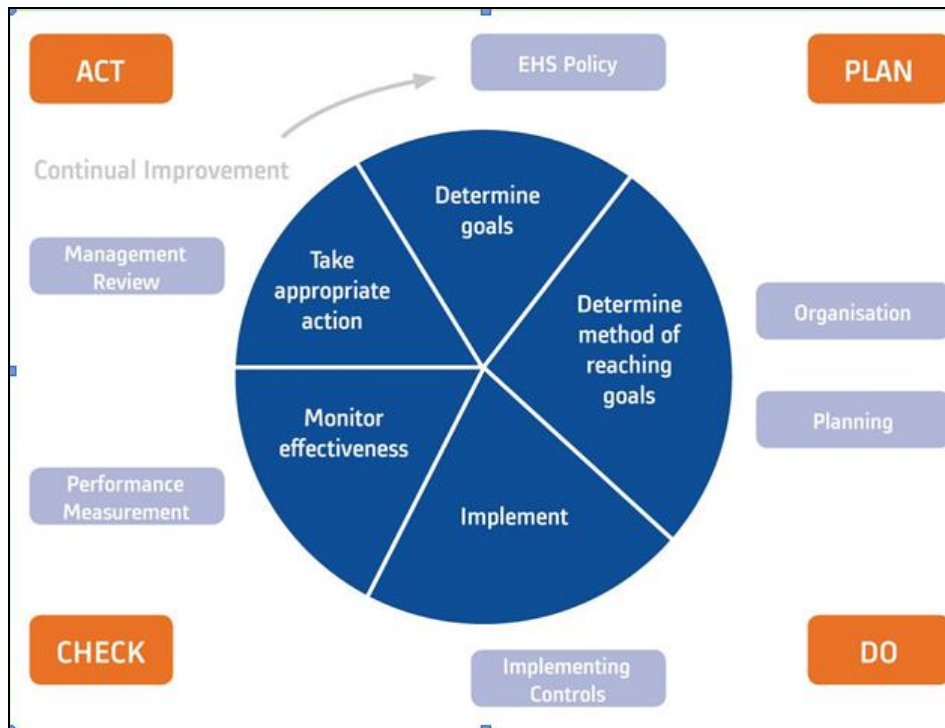 ACT
EHS Policy
PLAN
Continual Improvement
Determine
goals
Management
Review
Take
appropriate
action
Determine
method of
reaching
goals
Organisation
Planning
Monitor
effectiveness
Performance
Measurement
Implement
CHECK
Implementing
Controls
DO